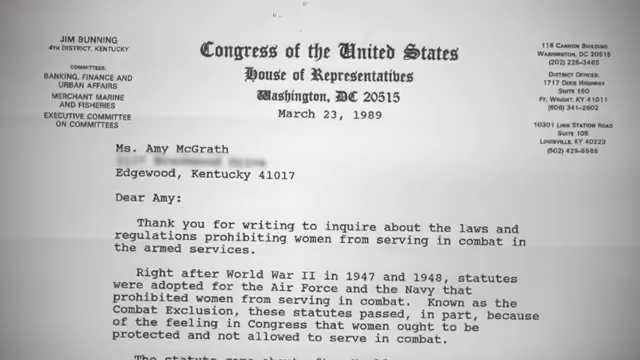 JIM BUNNING
4TH DISTRICT, KENTUCKY
COMMITTEES:
BANKING, FINANCE AND
URBAN AFFAIRS
MERCHANT MARINE
AND FISHERIES
EXECUTIVE COMMITTEE
ON COMMITTEES
Congress of the United States
House of Representatives
Washington, DC 20515
March 23, 1989
116 CANNON BUILDING
WASHINGTON, DC 20515
(202) 225-3465
DISTRICT OFFICES:
1717 DIXIE HIGHWAY
SUITE 160
FT. WRIGHT, KY 41011
(606) 341-2602
10301 LINN STATION ROAD
SUITE 106
LOUISVILLE, KY 40223
Ms. Amy McGrath
Edgewood, Kentucky 41017
Dear Amy:
Thank you for writing to inquire about the laws and
regulations prohibiting women from serving in combat in
the armed services.
Right after World War II in 1947 and 1948, statutes
were adopted for the Air Force and the Navy that
prohibited women from serving in combat. Known as the
Combat Exclusion, these statutes passed, in part, because
of the feeling in Congress that women ought to be
protected and not allowed to serve in combat.